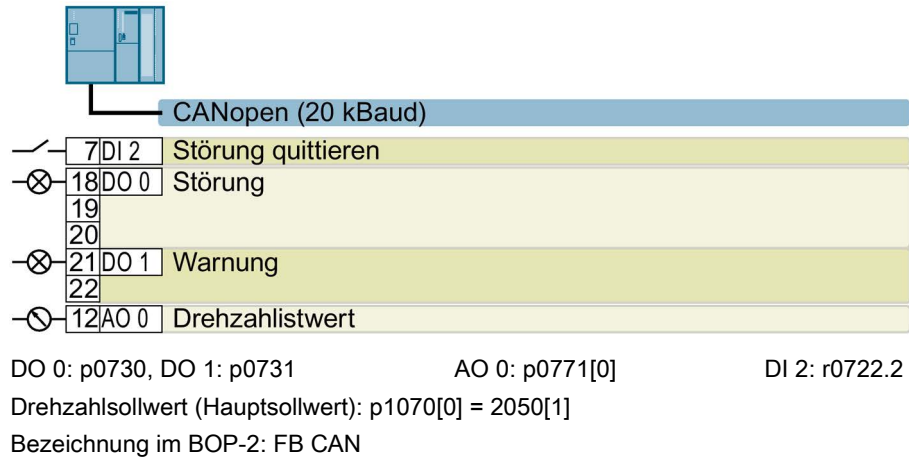 CANopen (20 kBaud)
7 DI 2 Störung quittieren
18 DO 0 Störung
19
20
21 DO 1 Warnung
22
12 AO 0 Drehzahlistwert
DO 0: p0730, DO 1: p0731 AO 0: p0771[0] DI 2: r0722.2
Drehzahlsollwert (Hauptsollwert): p1070[0] = 2050[1]
Bezeichnung im BOP-2: FB CAN